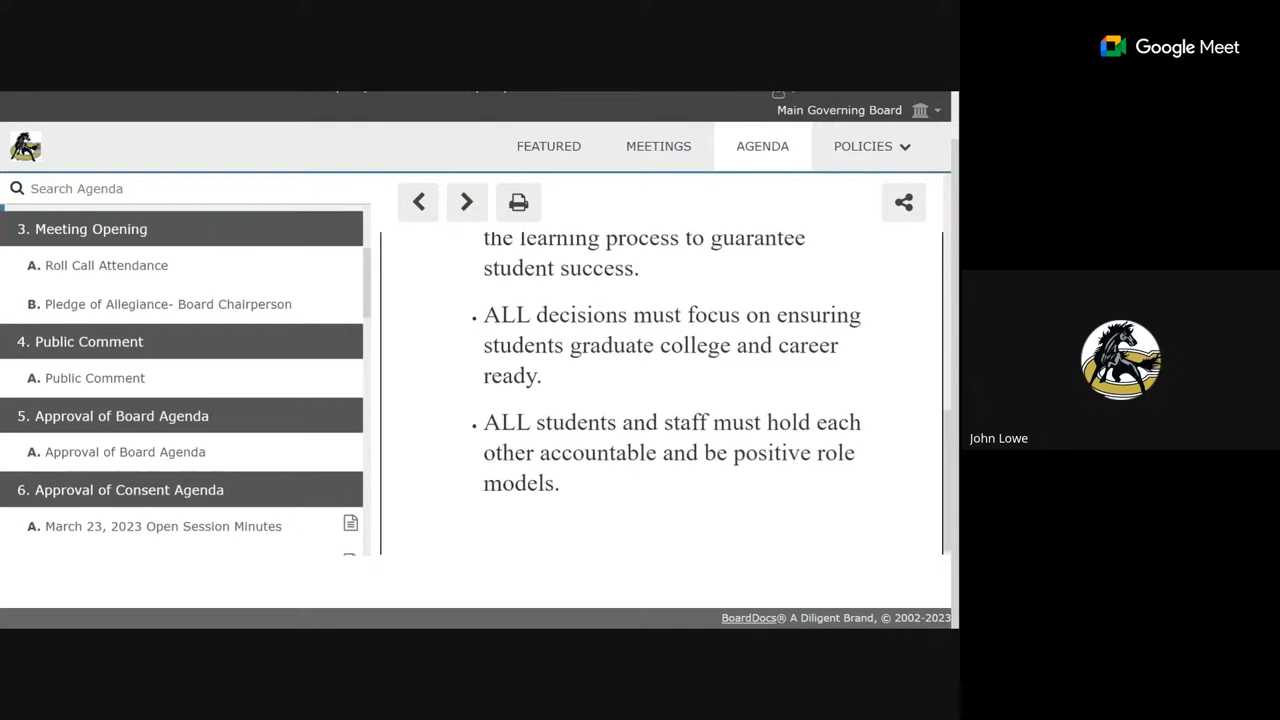 Google Meet
Main Governing Board
FEATURED
MEETINGS
AGENDA
POLICIES
Search Agenda
3. Meeting Opening
A. Roll Call Attendance
B. Pledge of Allegiance- Board Chairperson
4. Public Comment
A. Public Comment
5. Approval of Board Agenda
A. Approval of Board Agenda
6. Approval of Consent Agenda
A. March 23, 2023 Open Session Minutes
the learning process to guarantee
student success.
• ALL decisions must focus on ensuring
students graduate college and career
ready.
• ALL students and staff must hold each
other accountable and be positive role
models.
BoardDocs® A Diligent Brand, © 2002-2023
John Lowe